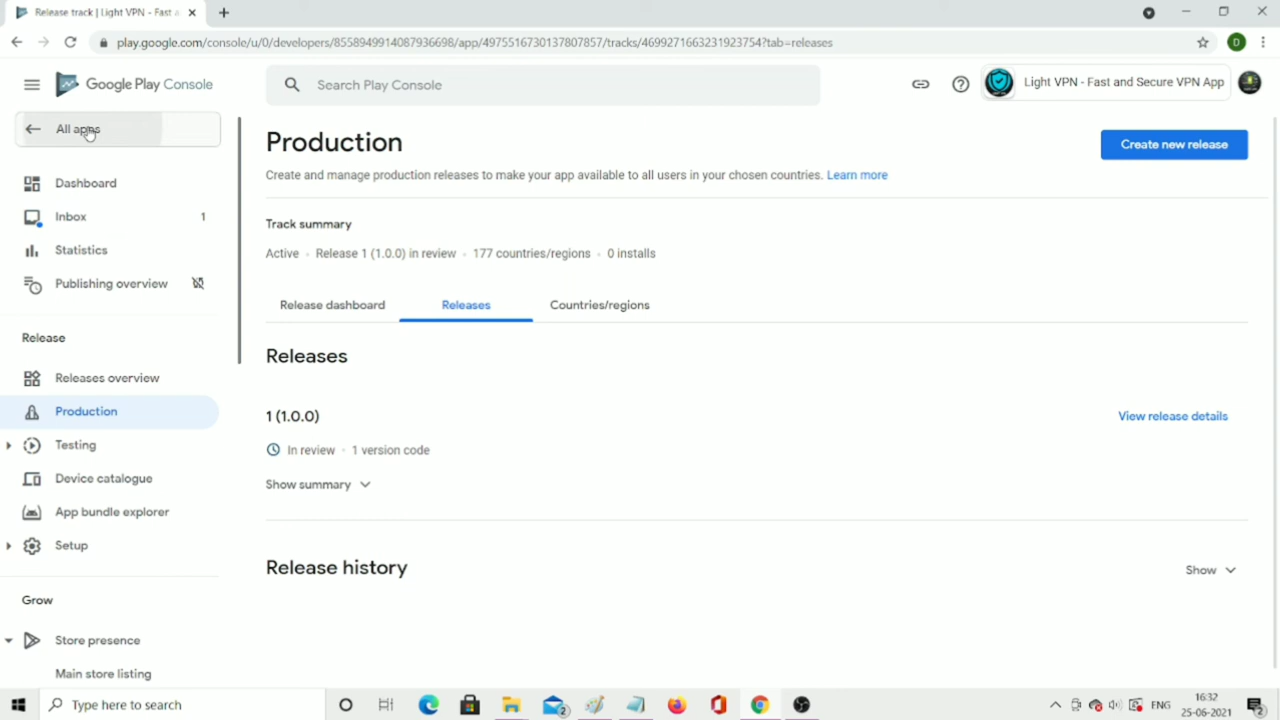 Release track | Light VPN - Fast a
play.google.com/console/u/0/developers/8558949914087936698/app/4975516730137807857/tracks/4699271663231923754?tab=releases
D
Google Play Console
Search Play Console
Light VPN - Fast and Secure VPN App
All apps
Dashboard
Inbox 1
Statistics
Publishing overview
Release
Releases overview
Production
Testing
Device catalogue
App bundle explorer
Setup
Grow
Store presence
Main store listing
Production
Create new release
Create and manage production releases to make your app available to all users in your chosen countries. Learn more
Track summary
Active · Release 1 (1.0.0) in review · 177 countries/regions · 0 installs
Release dashboard Releases Countries/regions
Releases
1 (1.0.0)
View release details
In review · 1 version code
Show summary
Release history
Show
Type here to search
2
ENG
16:32
25-06-2021
2